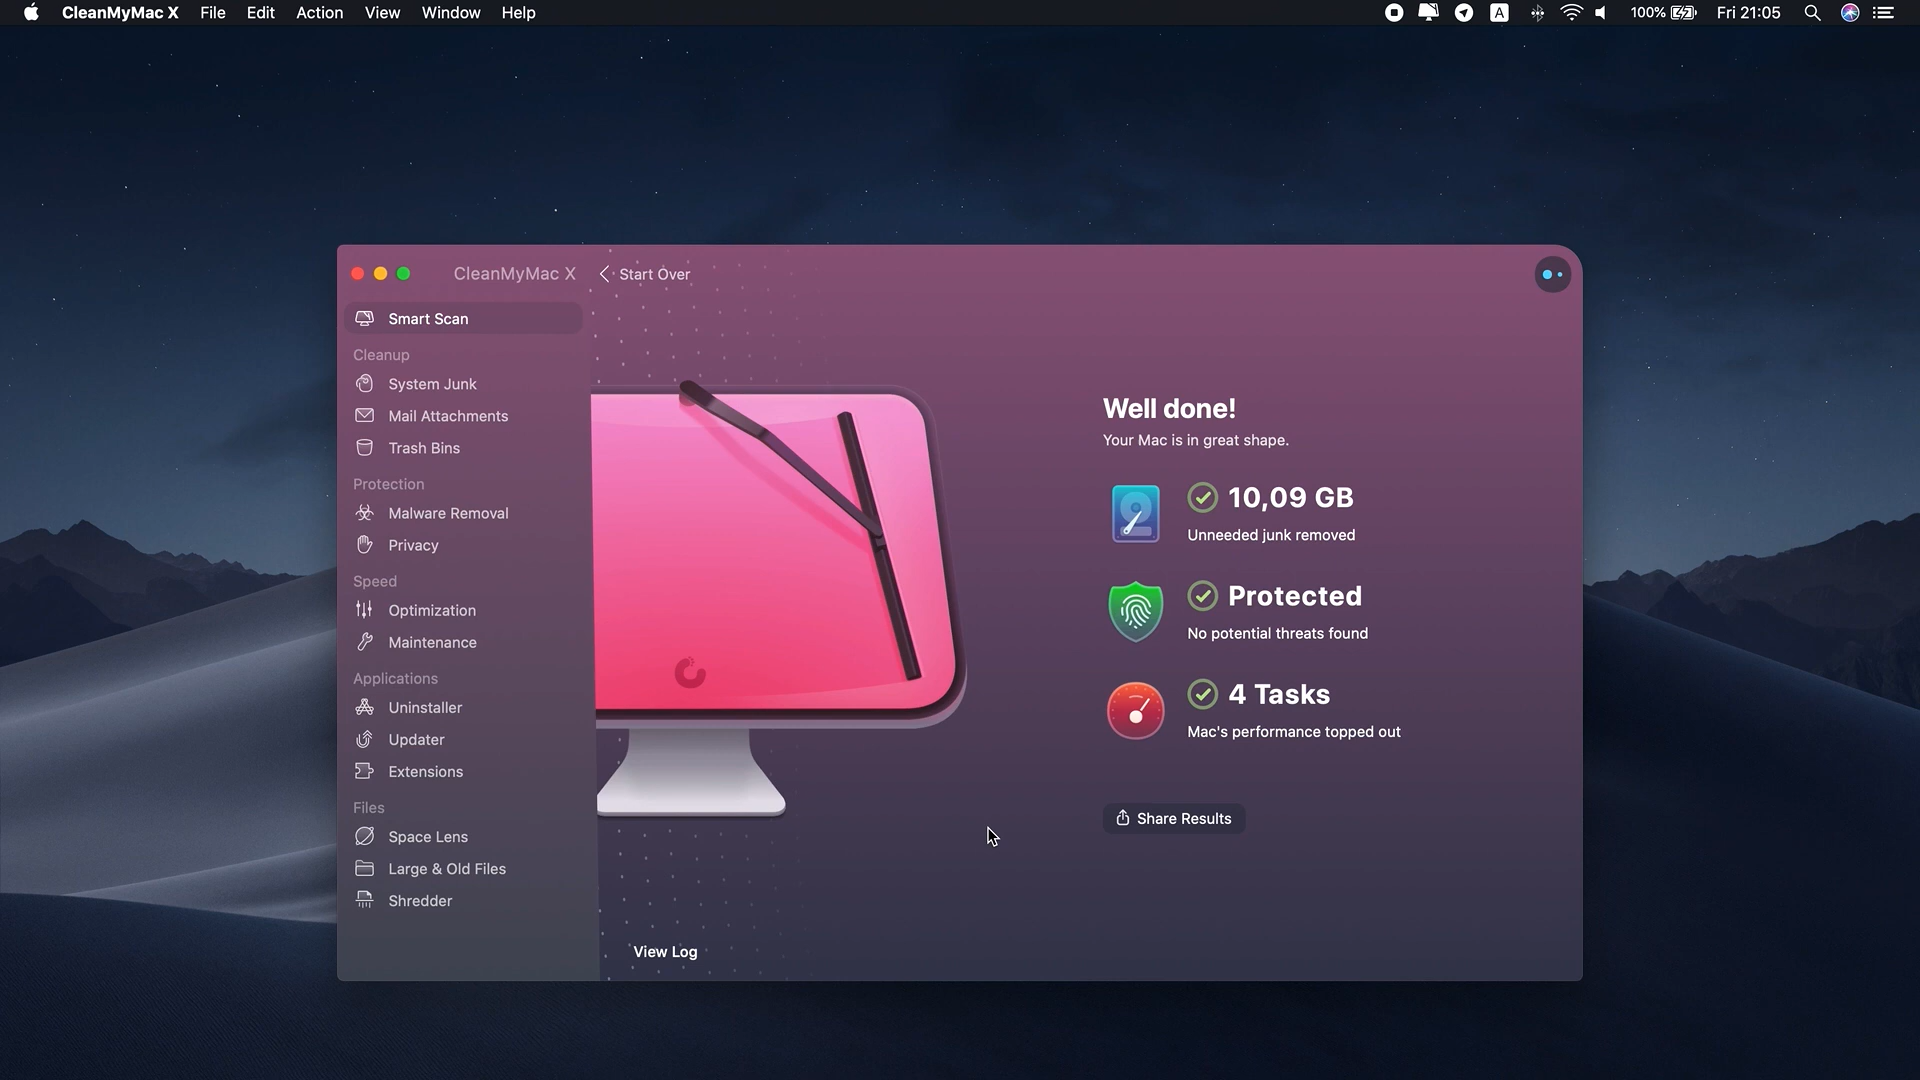 CleanMyMac X File Edit Action View Window Help A 100% Fri 21:05
CleanMyMac X
Start Over
Smart Scan
Cleanup
System Junk
Mail Attachments
Trash Bins
Protection
Malware Removal
Privacy
Speed
Optimization
Maintenance
Applications
Uninstaller
Updater
Extensions
Files
Space Lens
Large & Old Files
Shredder
Well done!
Your Mac is in great shape.
10,09 GB
Unneeded junk removed
Protected
No potential threats found
4 Tasks
Mac's performance topped out
Share Results
View Log